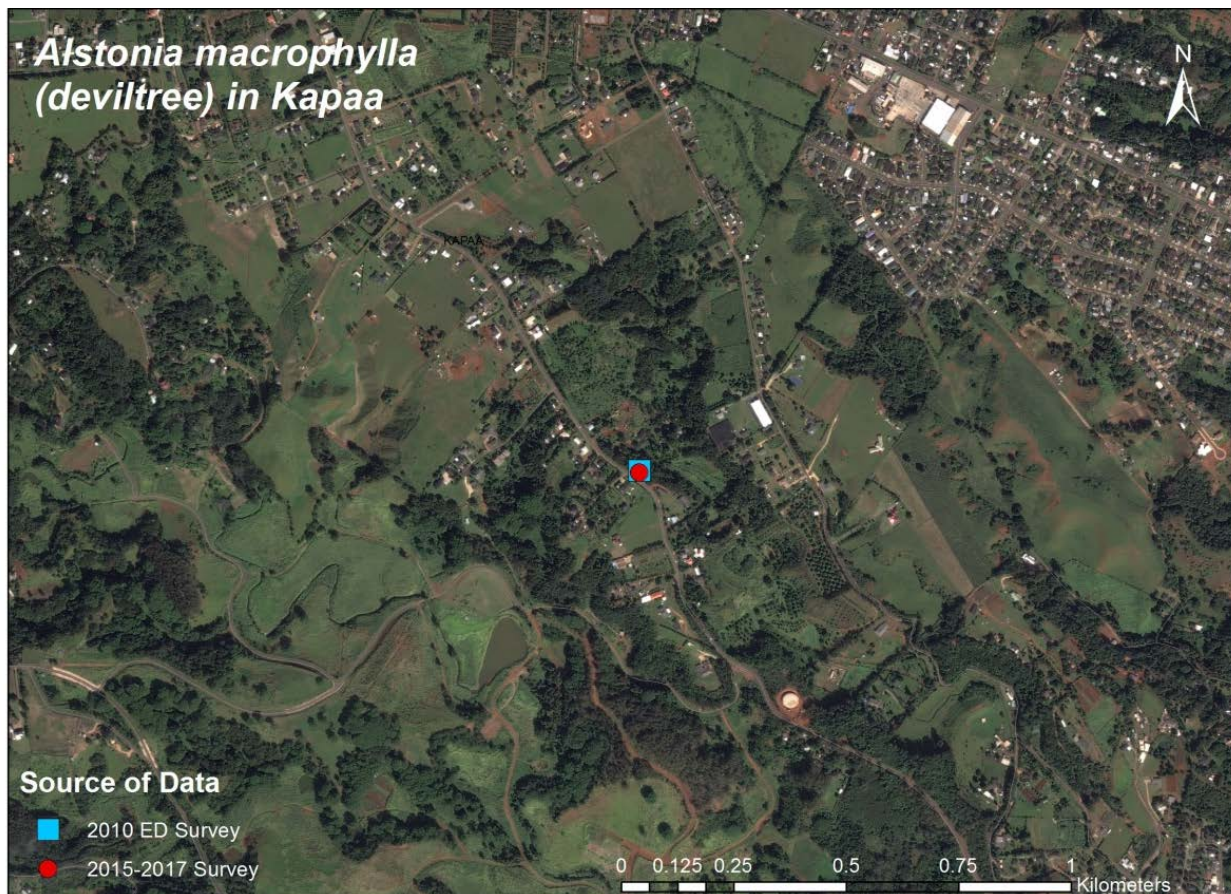 Alstonia macrophylla
(deviltree) in Kapaa
N
KAPAA
Source of Data
2010 ED Survey
2015-2017 Survey
0 0.125 0.25 0.5 0.75 1
Kilometers